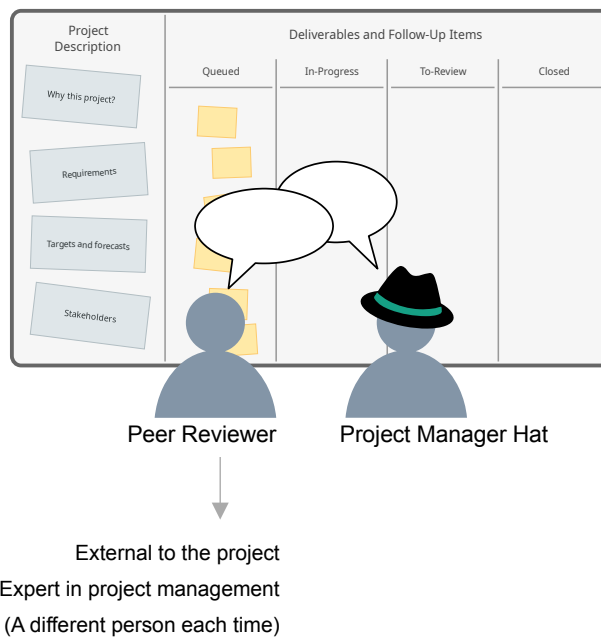 Project
Description
Deliverables and Follow-Up Items
Queued
In-Progress
To-Review
Closed
Why this project?
Requirements
Targets and forecasts
Stakeholders
Peer Reviewer
Project Manager Hat
External to the project
Expert in project management
(A different person each time)